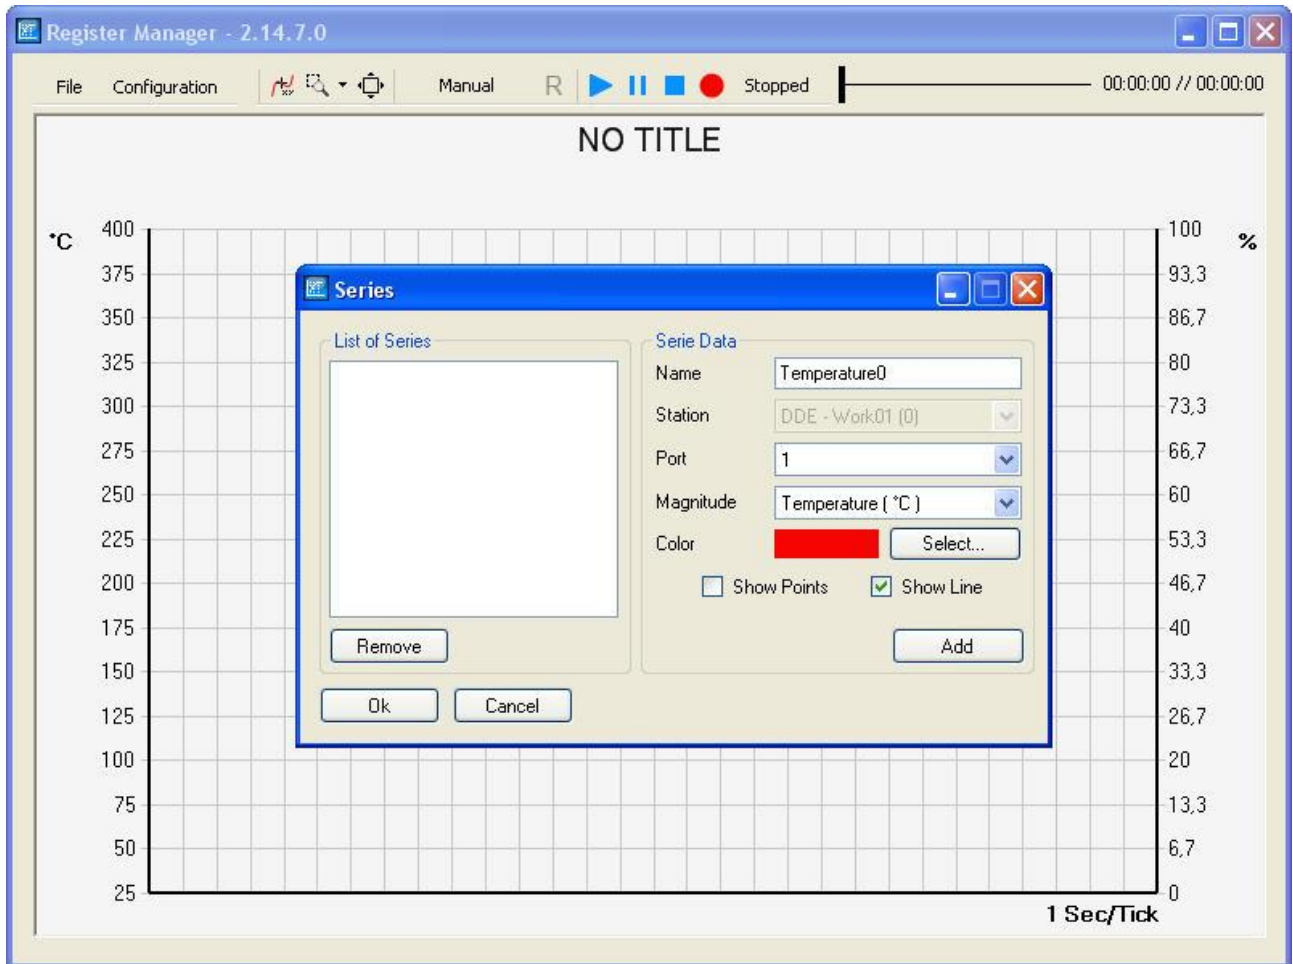 Register Manager - 2.14.7.0
File Configuration Manual R Stopped 00:00:00 // 00:00:00
NO TITLE
°C
400
375
350
325
300
275
250
225
200
175
150
125
100
75
50
25
Series
List of Series
Remove
Ok Cancel
Serie Data
Name Temperature0
Station DDE - Work01 (0)
Port 1
Magnitude Temperature ( °C )
Color Select...
Show Points Show Line
Add
100
93,3
86,7
80
73,3
66,7
60
53,3
46,7
40
33,3
26,7
20
13,3
6,7
0
%
1 Sec/Tick